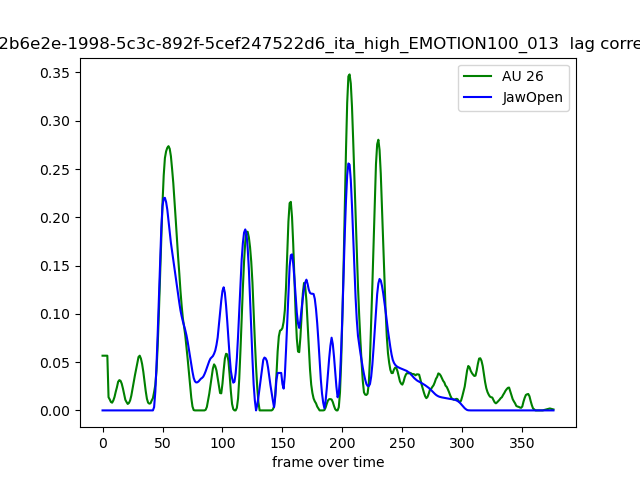 2b6e2e-1998-5c3c-892f-5cef247522d6_ita_high_EMOTION100_013 lag corre
AU 26
JawOpen
0.35
0.30
0.25
0.20
0.15
0.10
0.05
0.00
0 50 100 150 200 250 300 350
frame over time